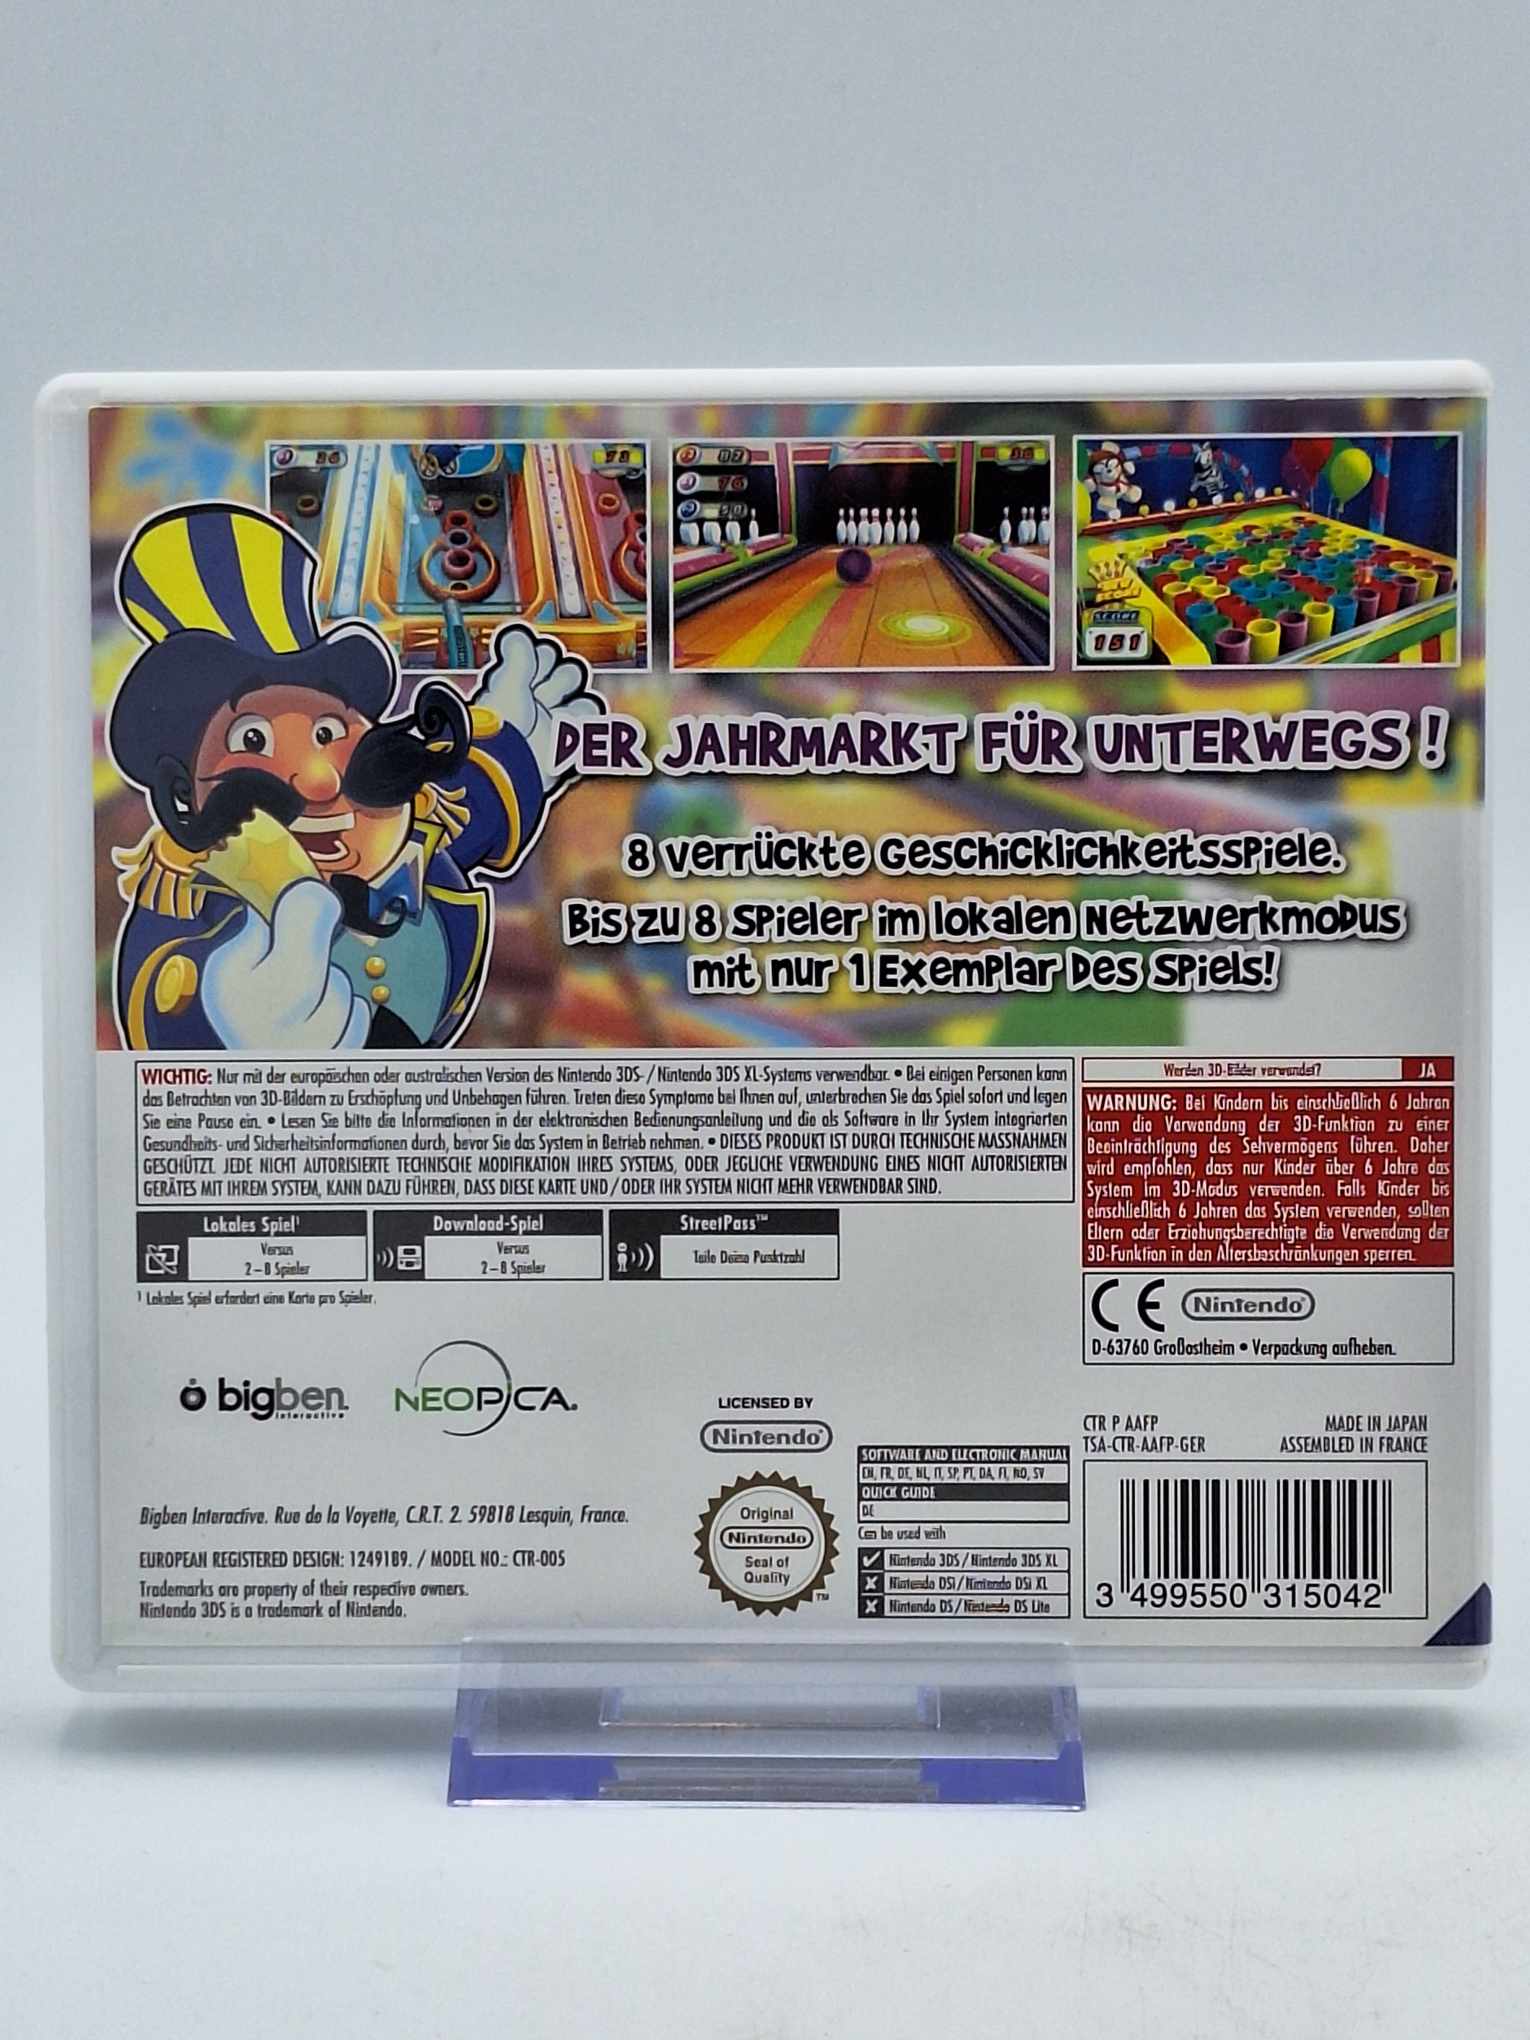 26
73
82
76
50
SCORE
151
DER JAHRMARKT FÜR UNTERWEGS !
8 verrückte Geschicklichkeitsspiele.
Bis zu 8 Spieler im lokalen Netzwerkmodus
mit nur 1 Exemplar des Spiels!
WICHTIG: Nur mit der europäischen oder australischen Version des Nintendo 3DS-/Nintendo 3DS XL-Systems verwendbar. • Bei einigen Personen kann
das Betrachten von 3D-Bildern zu Erschöpfung und Unbehagen führen. Treten diese Symptome bei Ihnen auf, unterbrechen Sie das Spiel sofort und legen
Sie eine Pause ein. • Lesen Sie bitte die Informationen in der elektronischen Bedienungsanleitung und die als Software in Ihr System integrierten
Gesundheits- und Sicherheitsinformationen durch, bevor Sie das System in Betrieb nehmen. • DIESES PRODUKT IST DURCH TECHNISCHE MASSNAHMEN
GESCHÜTZT. JEDE NICHT AUTORISIERTE TECHNISCHE MODIFIKATION IHRES SYSTEMS, ODER JEGLICHE VERWENDUNG EINES NICHT AUTORISIERTEN
GERÄTES MIT IHREM SYSTEM, KANN DAZU FÜHREN, DASS DIESE KARTE UND/ODER IHR SYSTEM NICHT MEHR VERWENDBAR SIND.
Werden 3D-Bilder verwendet? JA
WARNUNG: Bei Kindern bis einschließlich 6 Jahren
kann die Verwendung der 3D-Funktion zu einer
Beeinträchtigung des Sehvermögens führen. Daher
wird empfohlen, dass nur Kinder über 6 Jahre das
System im 3D-Modus verwenden. Falls Kinder bis
einschließlich 6 Jahren das System verwenden, sollten
Eltern oder Erziehungsberechtigte die Verwendung der
3D-Funktion in den Altersbeschränkungen sperren.
Lokales Spiel¹
Versus
2–8 Spieler
Download-Spiel
Versus
2–8 Spieler
StreetPass™
Teile Deine Punktzahl
¹ Lokales Spiel erfordert eine Karte pro Spieler.
CE Nintendo®
D-63760 Großostheim • Verpackung aufheben.
bigben
Interactive
NEOPICA.
LICENSED BY
Nintendo®
CTR P AAFP
TSA-CTR-AAFP-GER
MADE IN JAPAN
ASSEMBLED IN FRANCE
SOFTWARE AND ELECTRONIC MANUAL
EN, FR, DE, NL, IT, SP, PT, DA, FI, NO, SV
QUICK GUIDE
DE
Can be used with
Nintendo 3DS/Nintendo 3DS XL
Nintendo DSi/Nintendo DSi XL
Nintendo DS/Nintendo DS Lite
Original
Nintendo
Seal of
Quality
™
Bigben Interactive. Rue de la Voyette, C.R.T. 2. 59818 Lesquin, France.
EUROPEAN REGISTERED DESIGN: 1249189. / MODEL NO.: CTR-005
Trademarks are property of their respective owners.
Nintendo 3DS is a trademark of Nintendo.
3 499550 315042